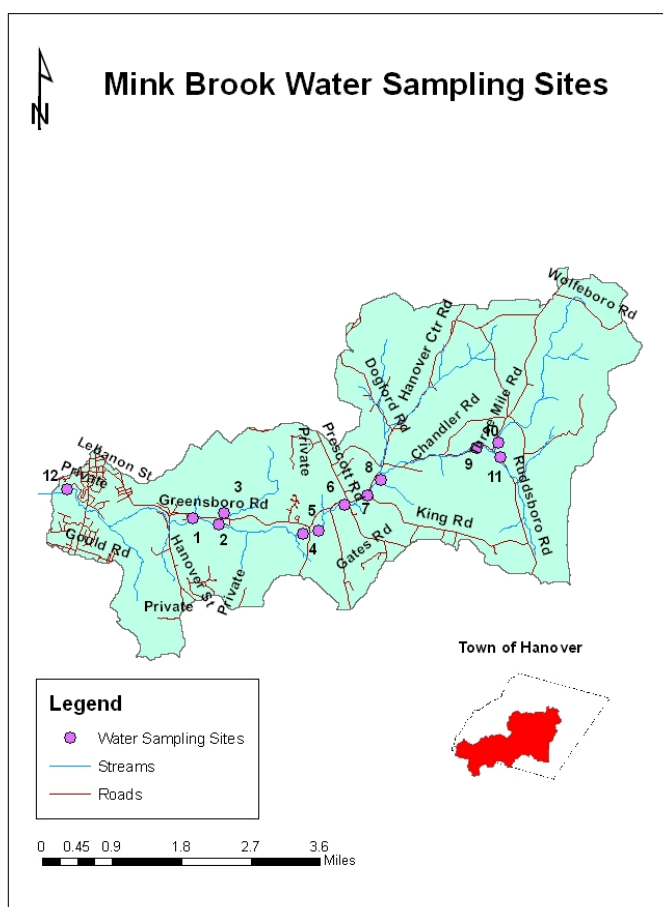 Mink Brook Water Sampling Sites
N
Wolfeboro Rd
Hanover Ctr Rd
Dogford Rd
Three Mile Rd
Chandler Rd
Private
Prescott Rd
Lebanon St
Private
12
3
Greensboro Rd
6
8
9
10
11
Ruddsboro Rd
7
King Rd
5
4
Gates Rd
1
2
Gould Rd
Hanover St
Private
Private
Town of Hanover
Legend
Water Sampling Sites
Streams
Roads
0 0.45 0.9 1.8 2.7 3.6
Miles